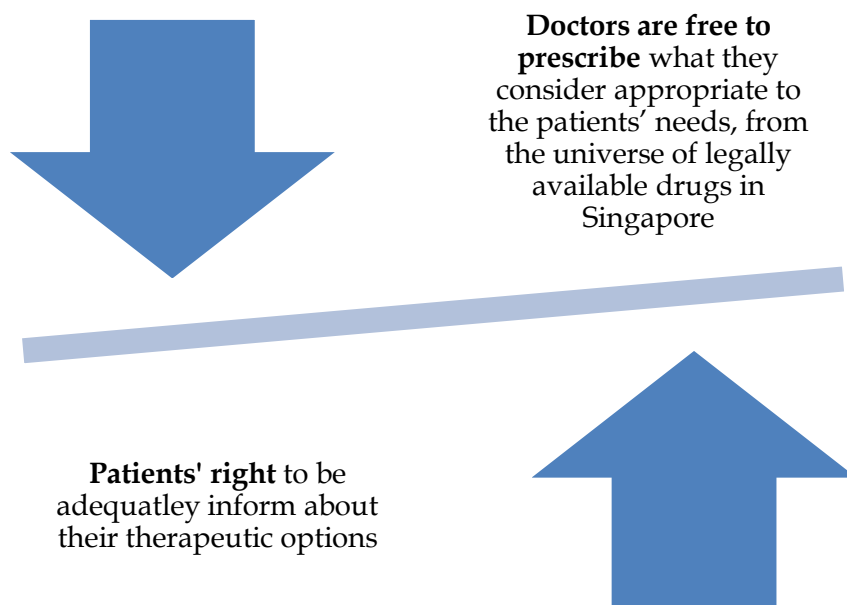 Doctors are free to
prescribe what they
consider appropriate to
the patients’ needs, from
the universe of legally
available drugs in
Singapore
Patients' right to be
adequatley inform about
their therapeutic options